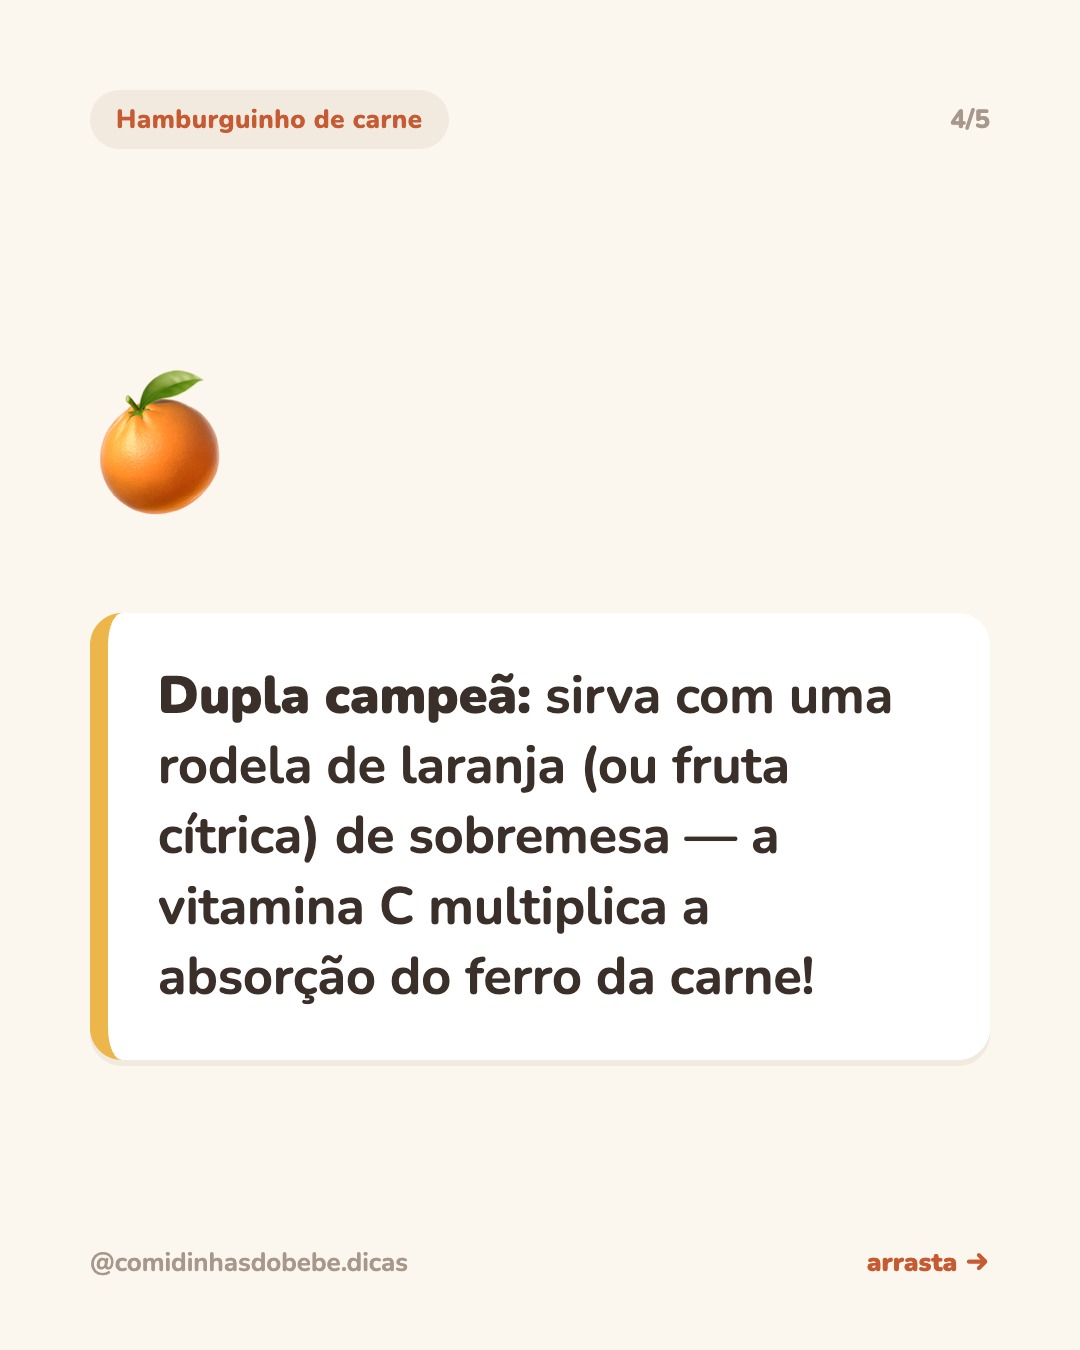 Hamburguinho de carne
4/5
Dupla campeã: sirva com uma
rodela de laranja (ou fruta
cítrica) de sobremesa — a
vitamina C multiplica a
absorção do ferro da carne!
@comidinhasdobebe.dicas
arrasta →